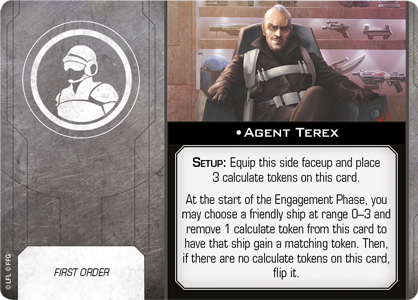 • AGENT TEREX
SETUP: Equip this side faceup and place
3 calculate tokens on this card.
At the start of the Engagement Phase, you
may choose a friendly ship at range 0–3 and
remove 1 calculate token from this card to
have that ship gain a matching token. Then,
if there are no calculate tokens on this card,
flip it.
FIRST ORDER
© LFL © FFG